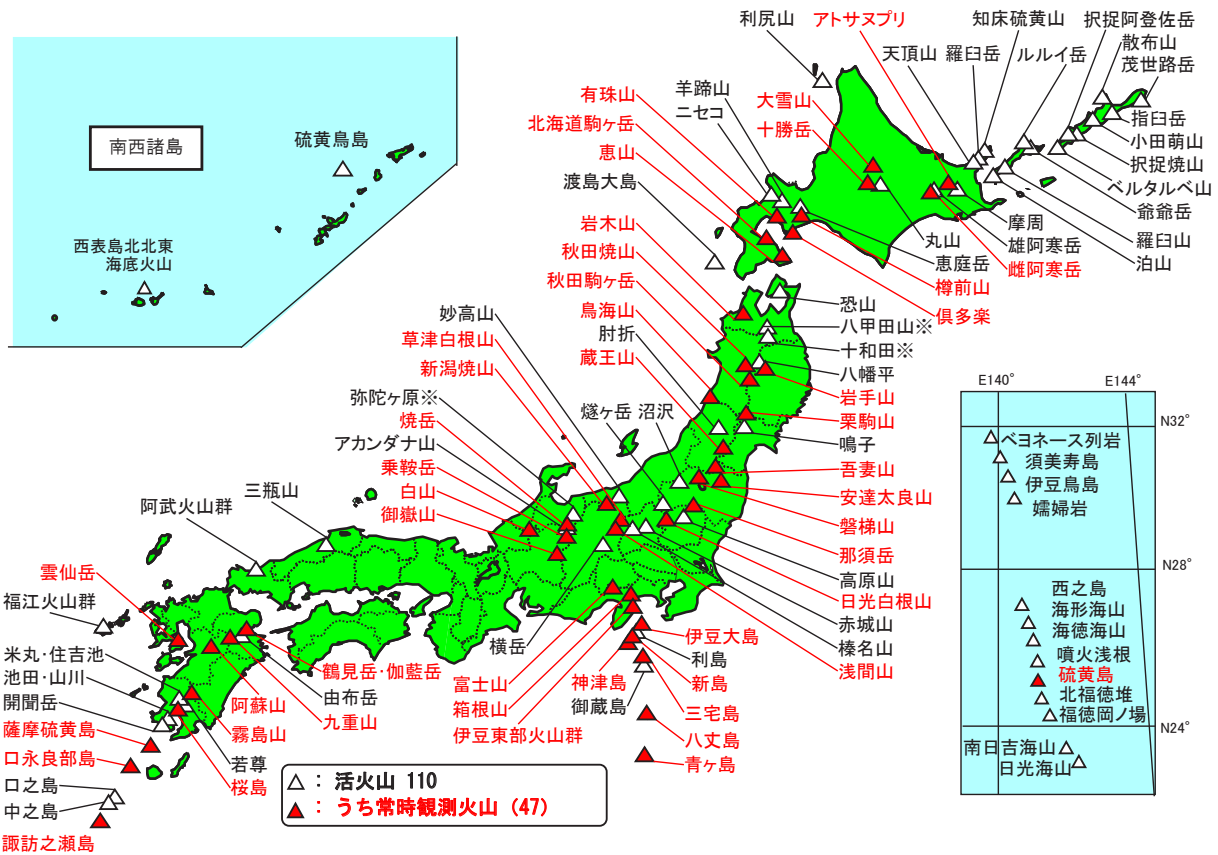 利尻山
アトサヌプリ
知床硫黄山
択捉阿登佐岳
天頂山
羅臼岳
ルルイ岳
散布山
茂世路岳
有珠山
羊蹄山
大雪山
指臼岳
北海道駒ヶ岳
ニセコ
十勝岳
小田萌山
南西諸島
硫黄鳥島
恵山
択捉焼山
渡島大島
ベルタルベ山
岩木山
摩周
爺爺岳
西表島北北東
海底火山
秋田焼山
丸山
雄阿寒岳
羅臼山
恵庭岳
雌阿寒岳
泊山
秋田駒ヶ岳
樽前山
妙高山
鳥海山
恐山
倶多楽
草津白根山
肘折
八甲田山※
新潟焼山
蔵王山
十和田※
八幡平
弥陀ヶ原※
岩手山
焼岳
燧ヶ岳
沼沢
栗駒山
アカンダナ山
鳴子
乗鞍岳
吾妻山
三瓶山
白山
安達太良山
阿武火山群
御嶽山
磐梯山
那須岳
雲仙岳
高原山
福江火山群
日光白根山
赤城山
米丸・住吉池
横岳
伊豆大島
榛名山
池田・山川
鶴見岳・伽藍岳
利島
浅間山
開聞岳
由布岳
富士山
神津島
新島
薩摩硫黄島
阿蘇山
九重山
箱根山
御蔵島
三宅島
霧島山
伊豆東部火山群
八丈島
口永良部島
若尊
青ヶ島
口之島
桜島
中之島
諏訪之瀬島
△ : 活火山 110
▲ : うち常時観測火山 (47)
E140°
E144°
N32°
ベヨネース列岩
須美寿島
伊豆鳥島
孀婦岩
N28°
西之島
海形海山
海徳海山
噴火浅根
硫黄島
北福徳堆
福徳岡ノ場
N24°
南日吉海山
日光海山